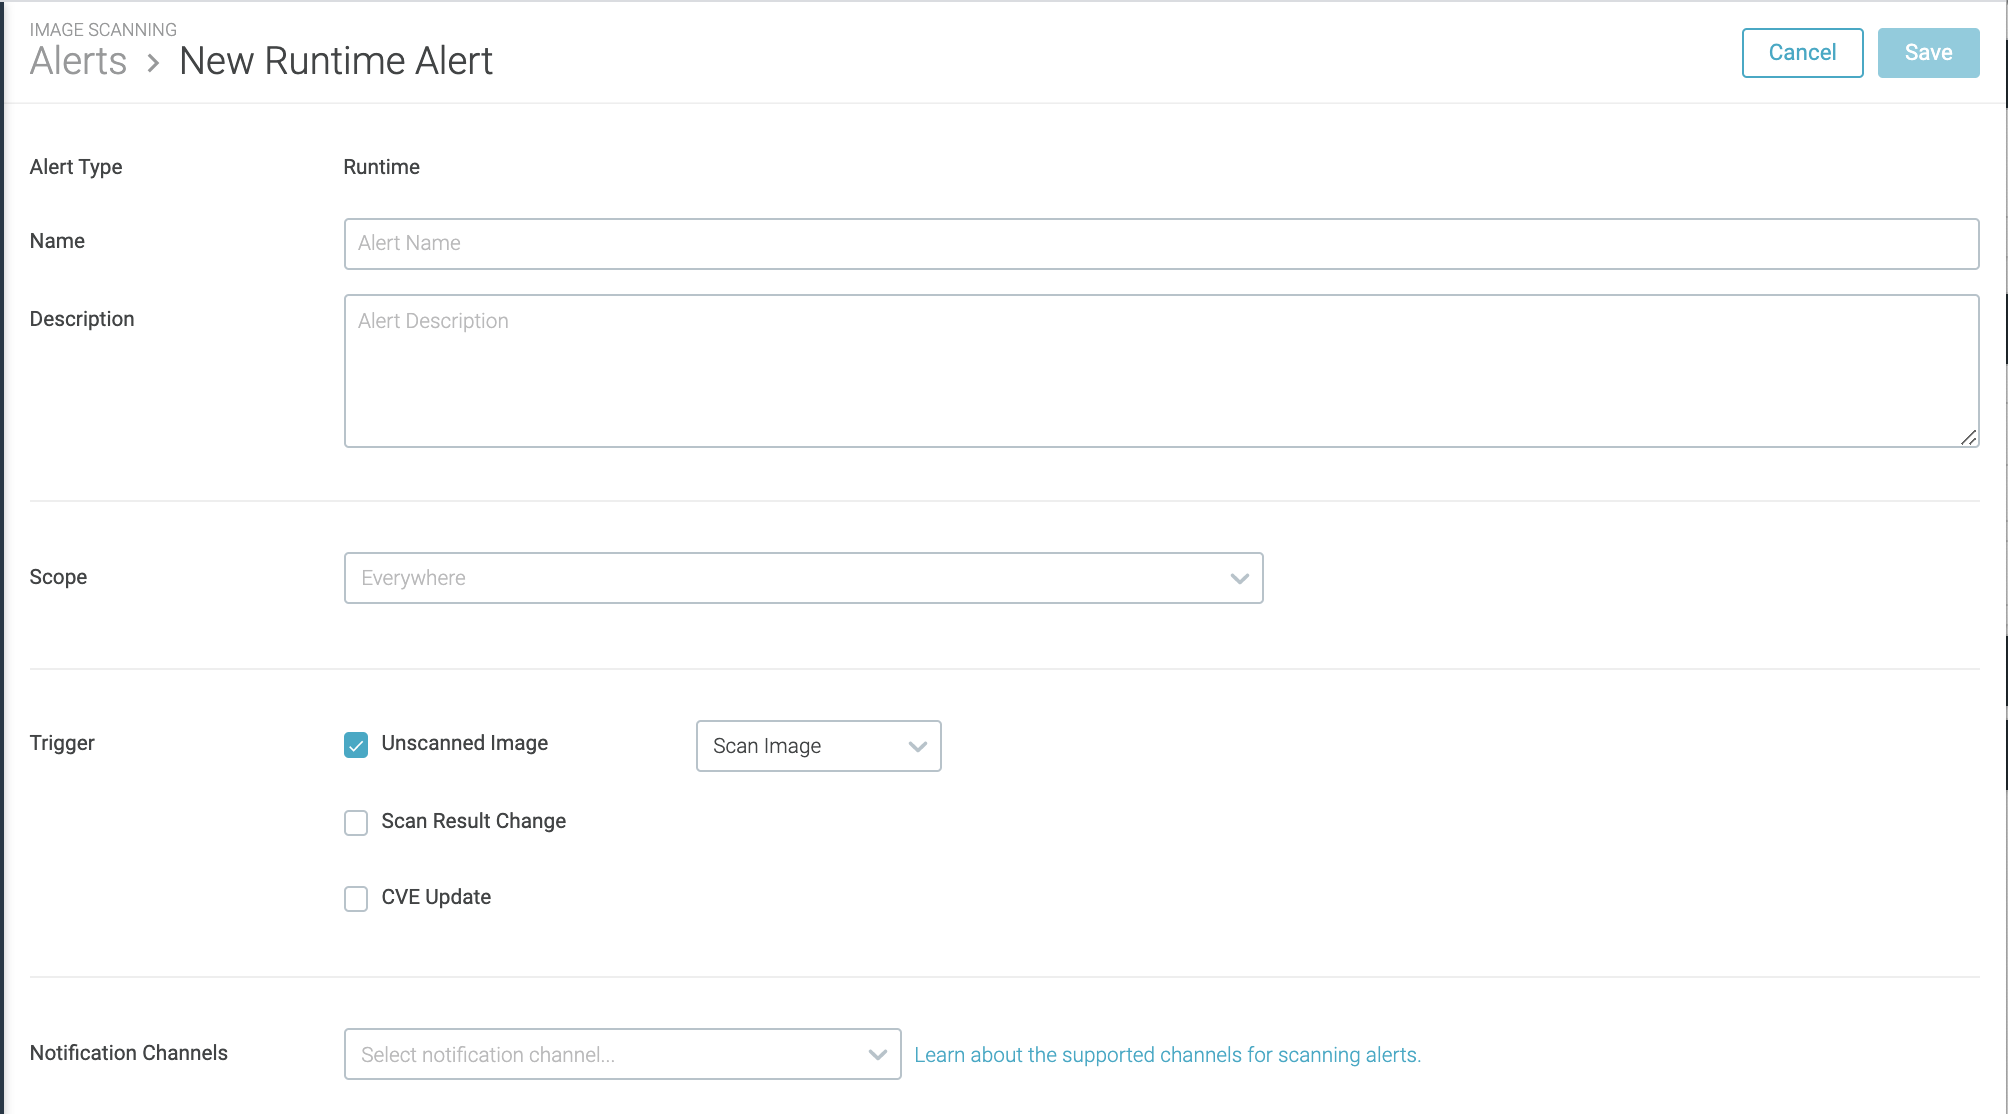 IMAGE SCANNING
Alerts > New Runtime Alert
Cancel
Save
Alert Type
Runtime
Name
Alert Name
Description
Alert Description
Scope
Everywhere
Trigger
Unscanned Image
Scan Image
Scan Result Change
CVE Update
Notification Channels
Select notification channel...
Learn about the supported channels for scanning alerts.